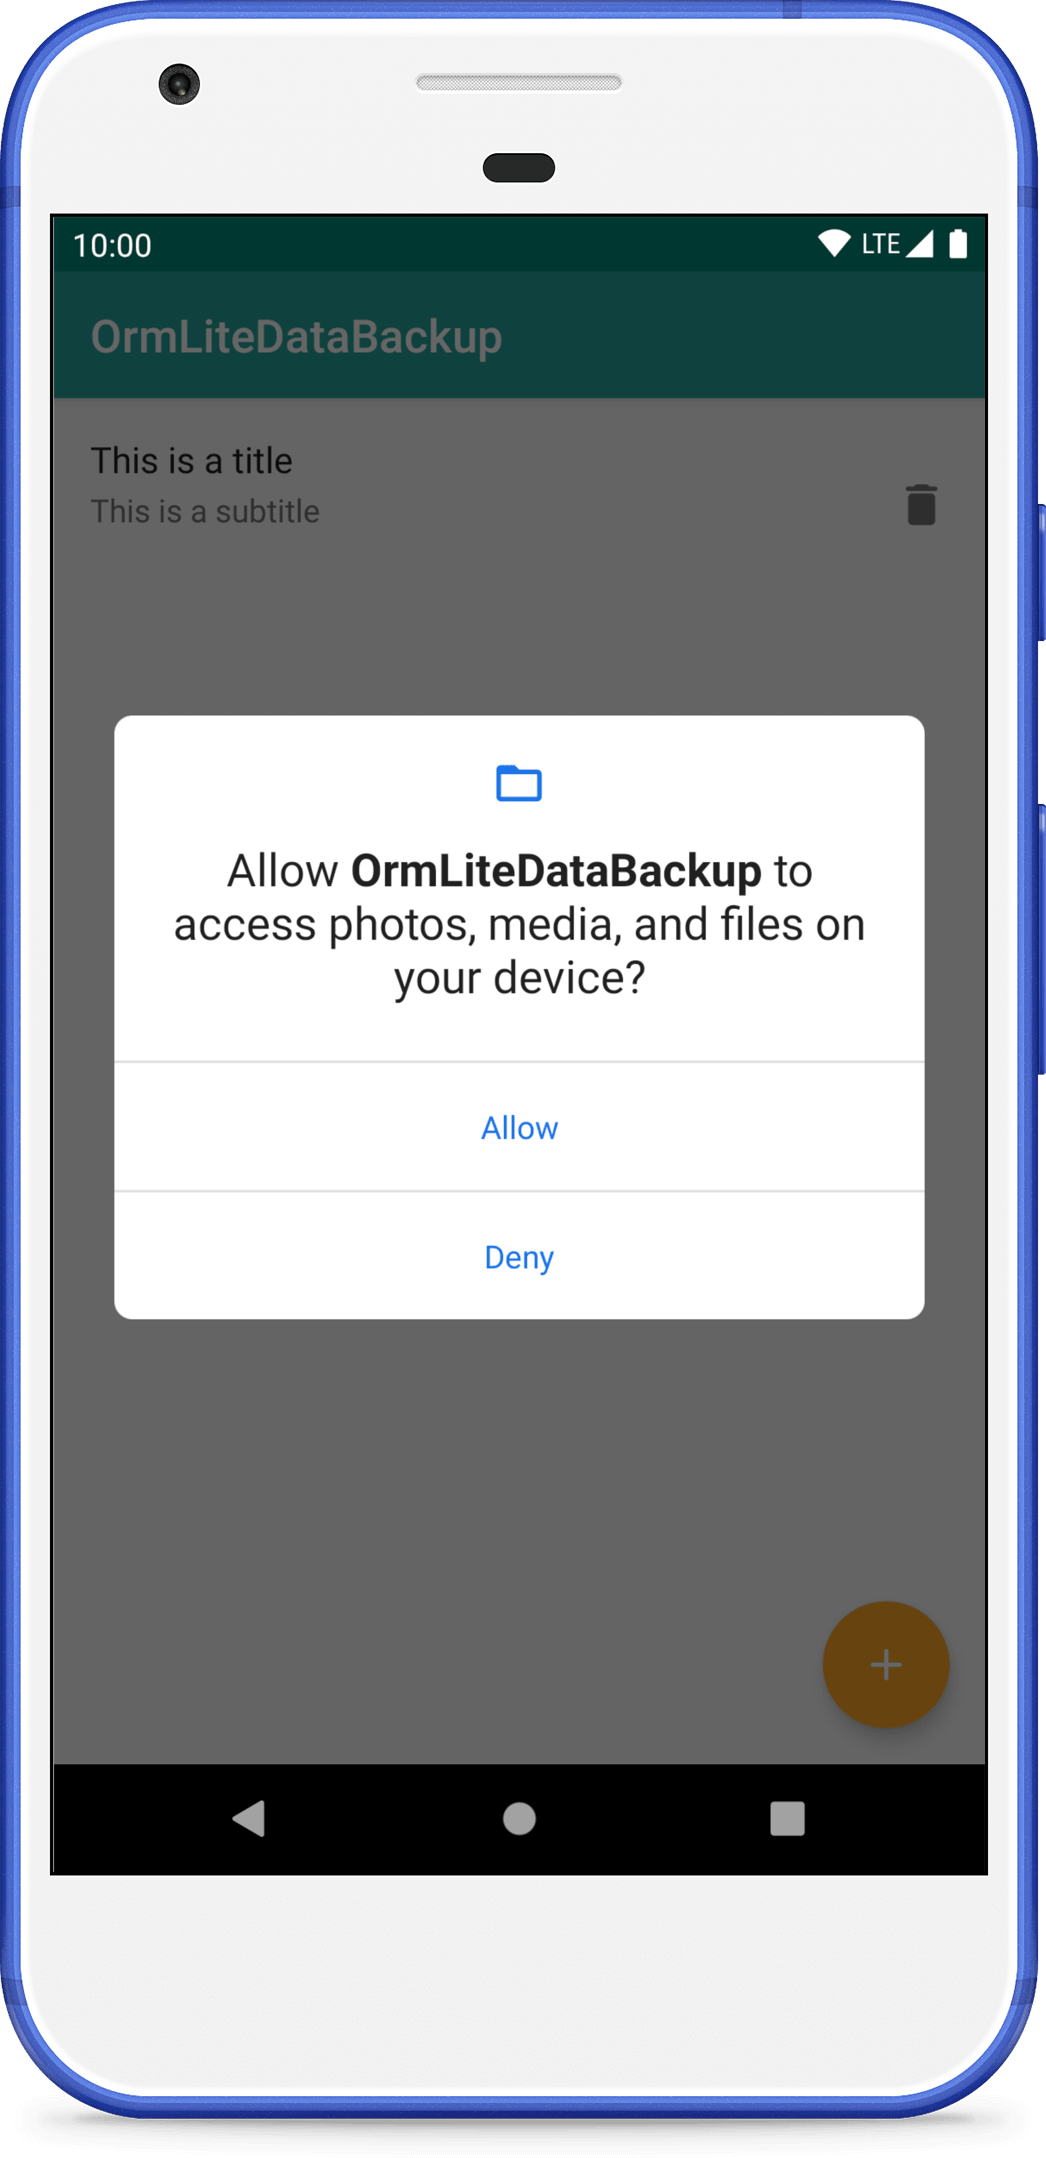 10:00 LTE
OrmLiteDataBackup
This is a title
This is a subtitle
Allow OrmLiteDataBackup to
access photos, media, and files on
your device?
Allow
Deny